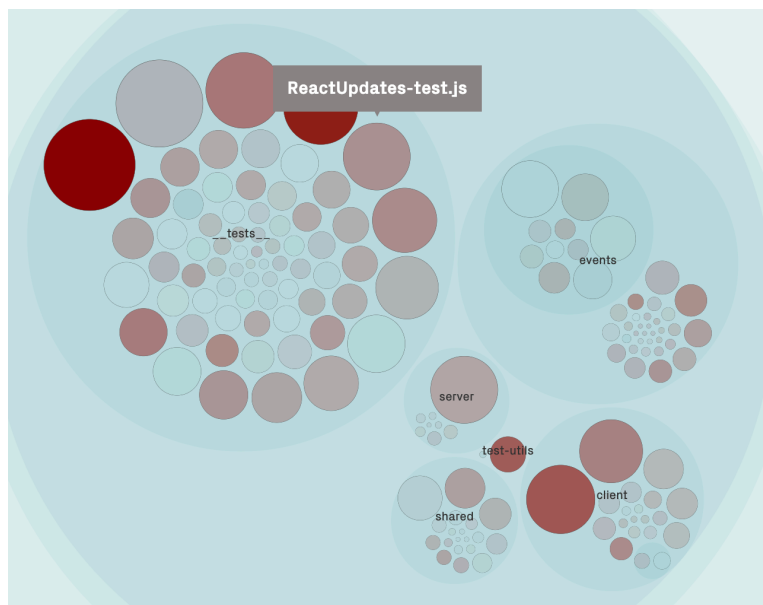 ReactUpdates-test.js
__tests__
events
server
test-utils
client
shared